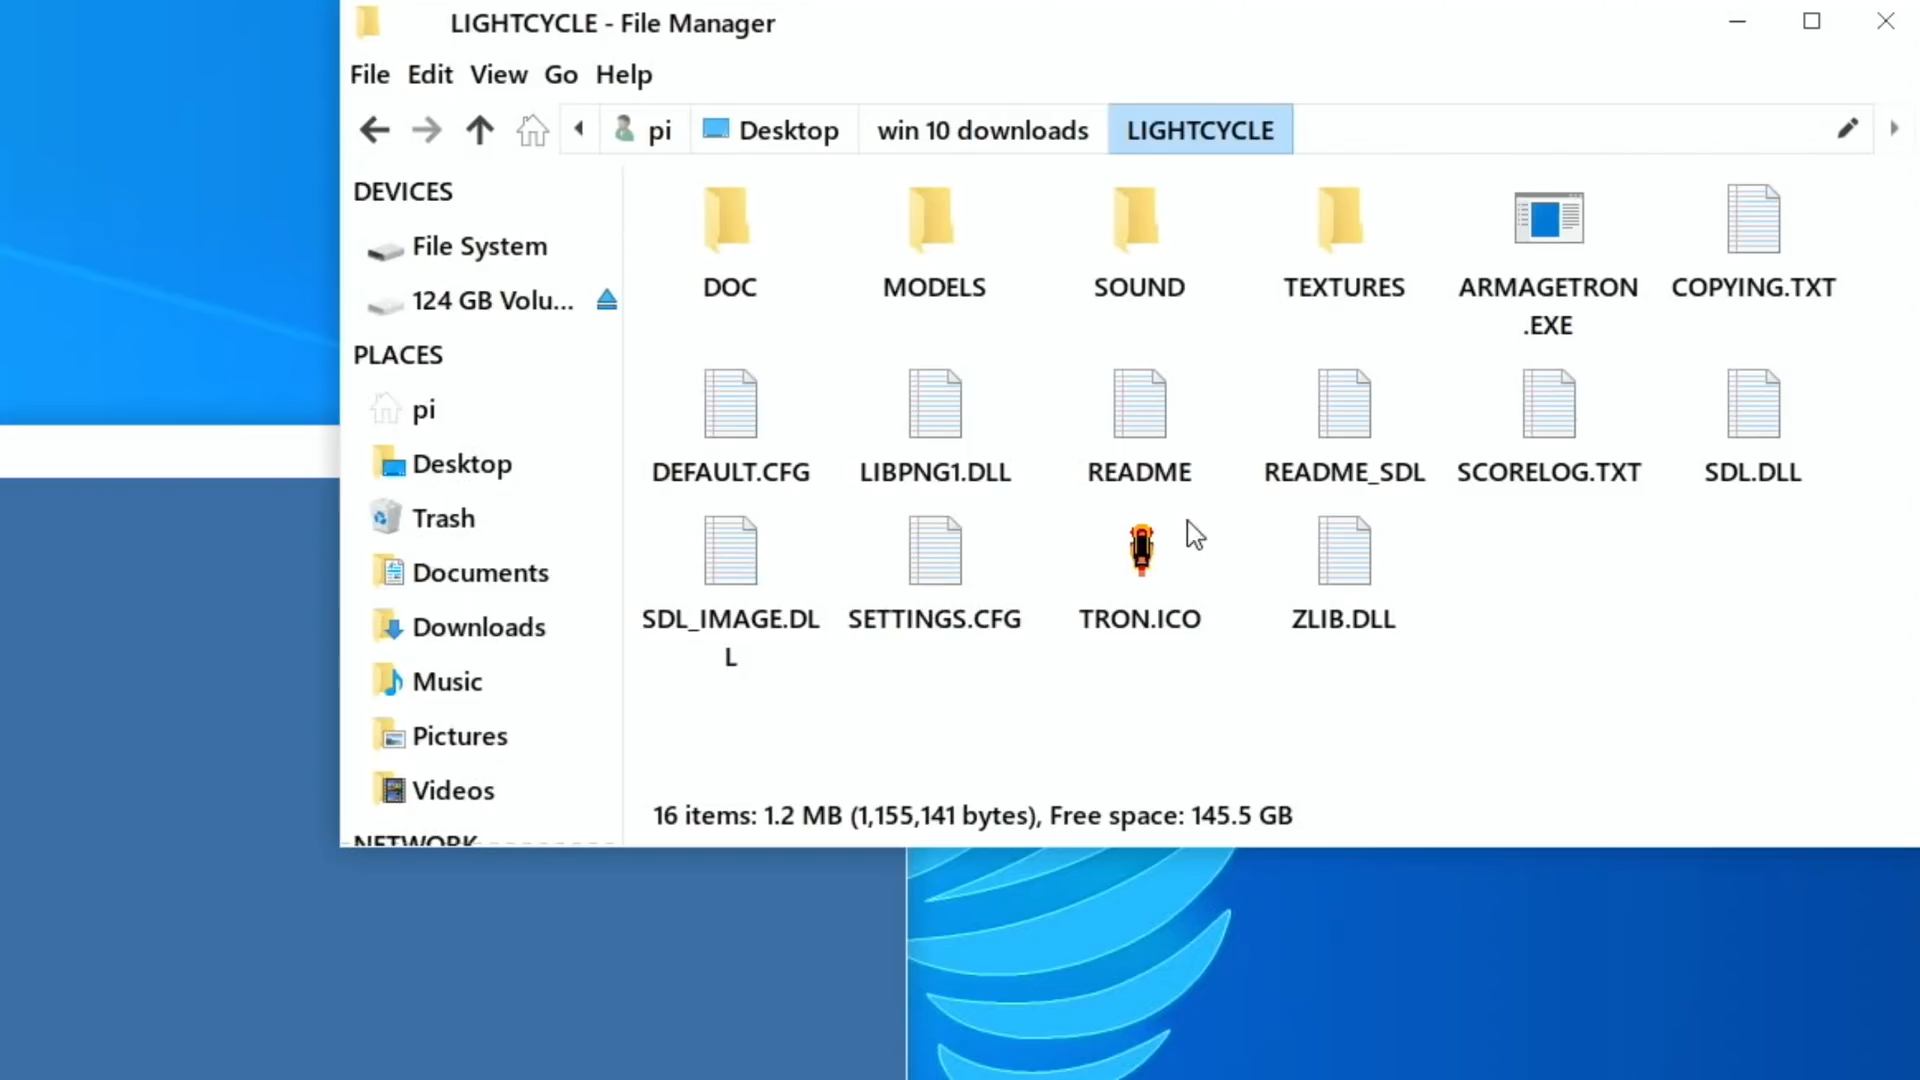 LIGHTCYCLE - File Manager
File Edit View Go Help
pi Desktop win 10 downloads LIGHTCYCLE
DEVICES
File System
124 GB Volu...
PLACES
pi
Desktop
Trash
Documents
Downloads
Music
Pictures
Videos
NETWORK
DOC MODELS SOUND TEXTURES ARMAGETRON COPYING.TXT
.EXE
DEFAULT.CFG LIBPNG1.DLL README README_SDL SCORELOG.TXT SDL.DLL
SDL_IMAGE.DL SETTINGS.CFG TRON.ICO ZLIB.DLL
L
16 items: 1.2 MB (1,155,141 bytes), Free space: 145.5 GB